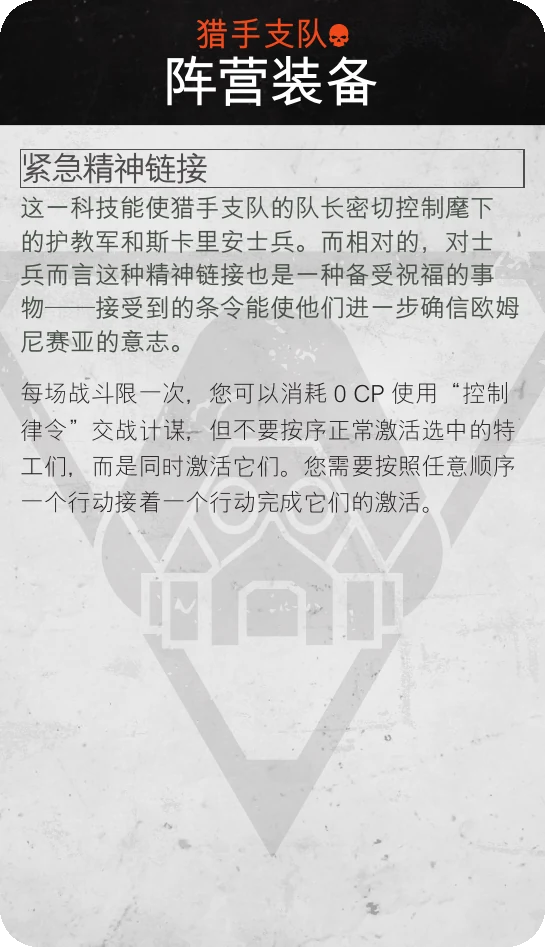 猎手支队
阵营装备
紧急精神链接
这一科技能使猎手支队的队长密切控制麾下
的护教军和斯卡里安士兵。而相对的，对士
兵而言这种精神链接也是一种备受祝福的事
物——接受到的条令能使他们进一步确信欧姆
尼赛亚的意志。
每场战斗限一次，您可以消耗 0 CP 使用“控制
律令”交战计谋，但不要按序正常激活选中的特
工们，而是同时激活它们。您需要按照任意顺序
一个行动接着一个行动完成它们的激活。